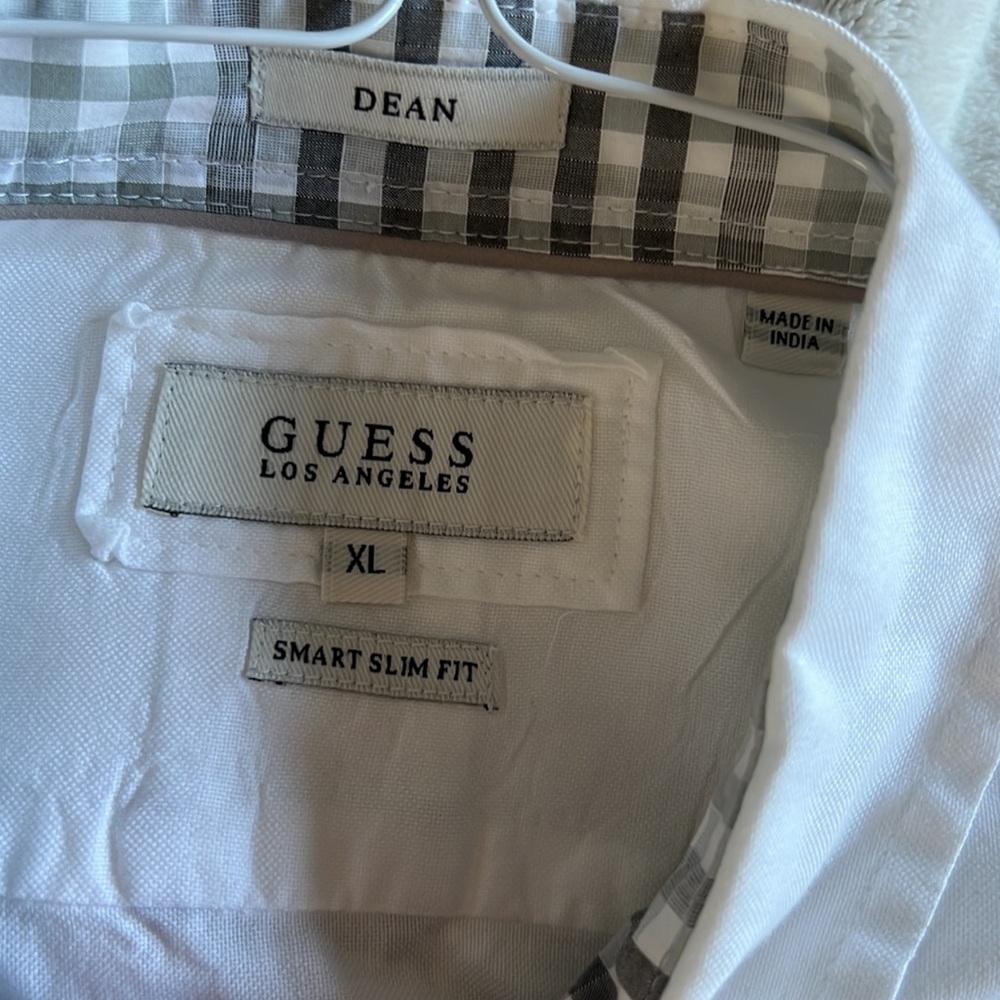 DEAN
MADE IN
INDIA
GUESS
LOS ANGELES
XL
SMART SLIM FIT